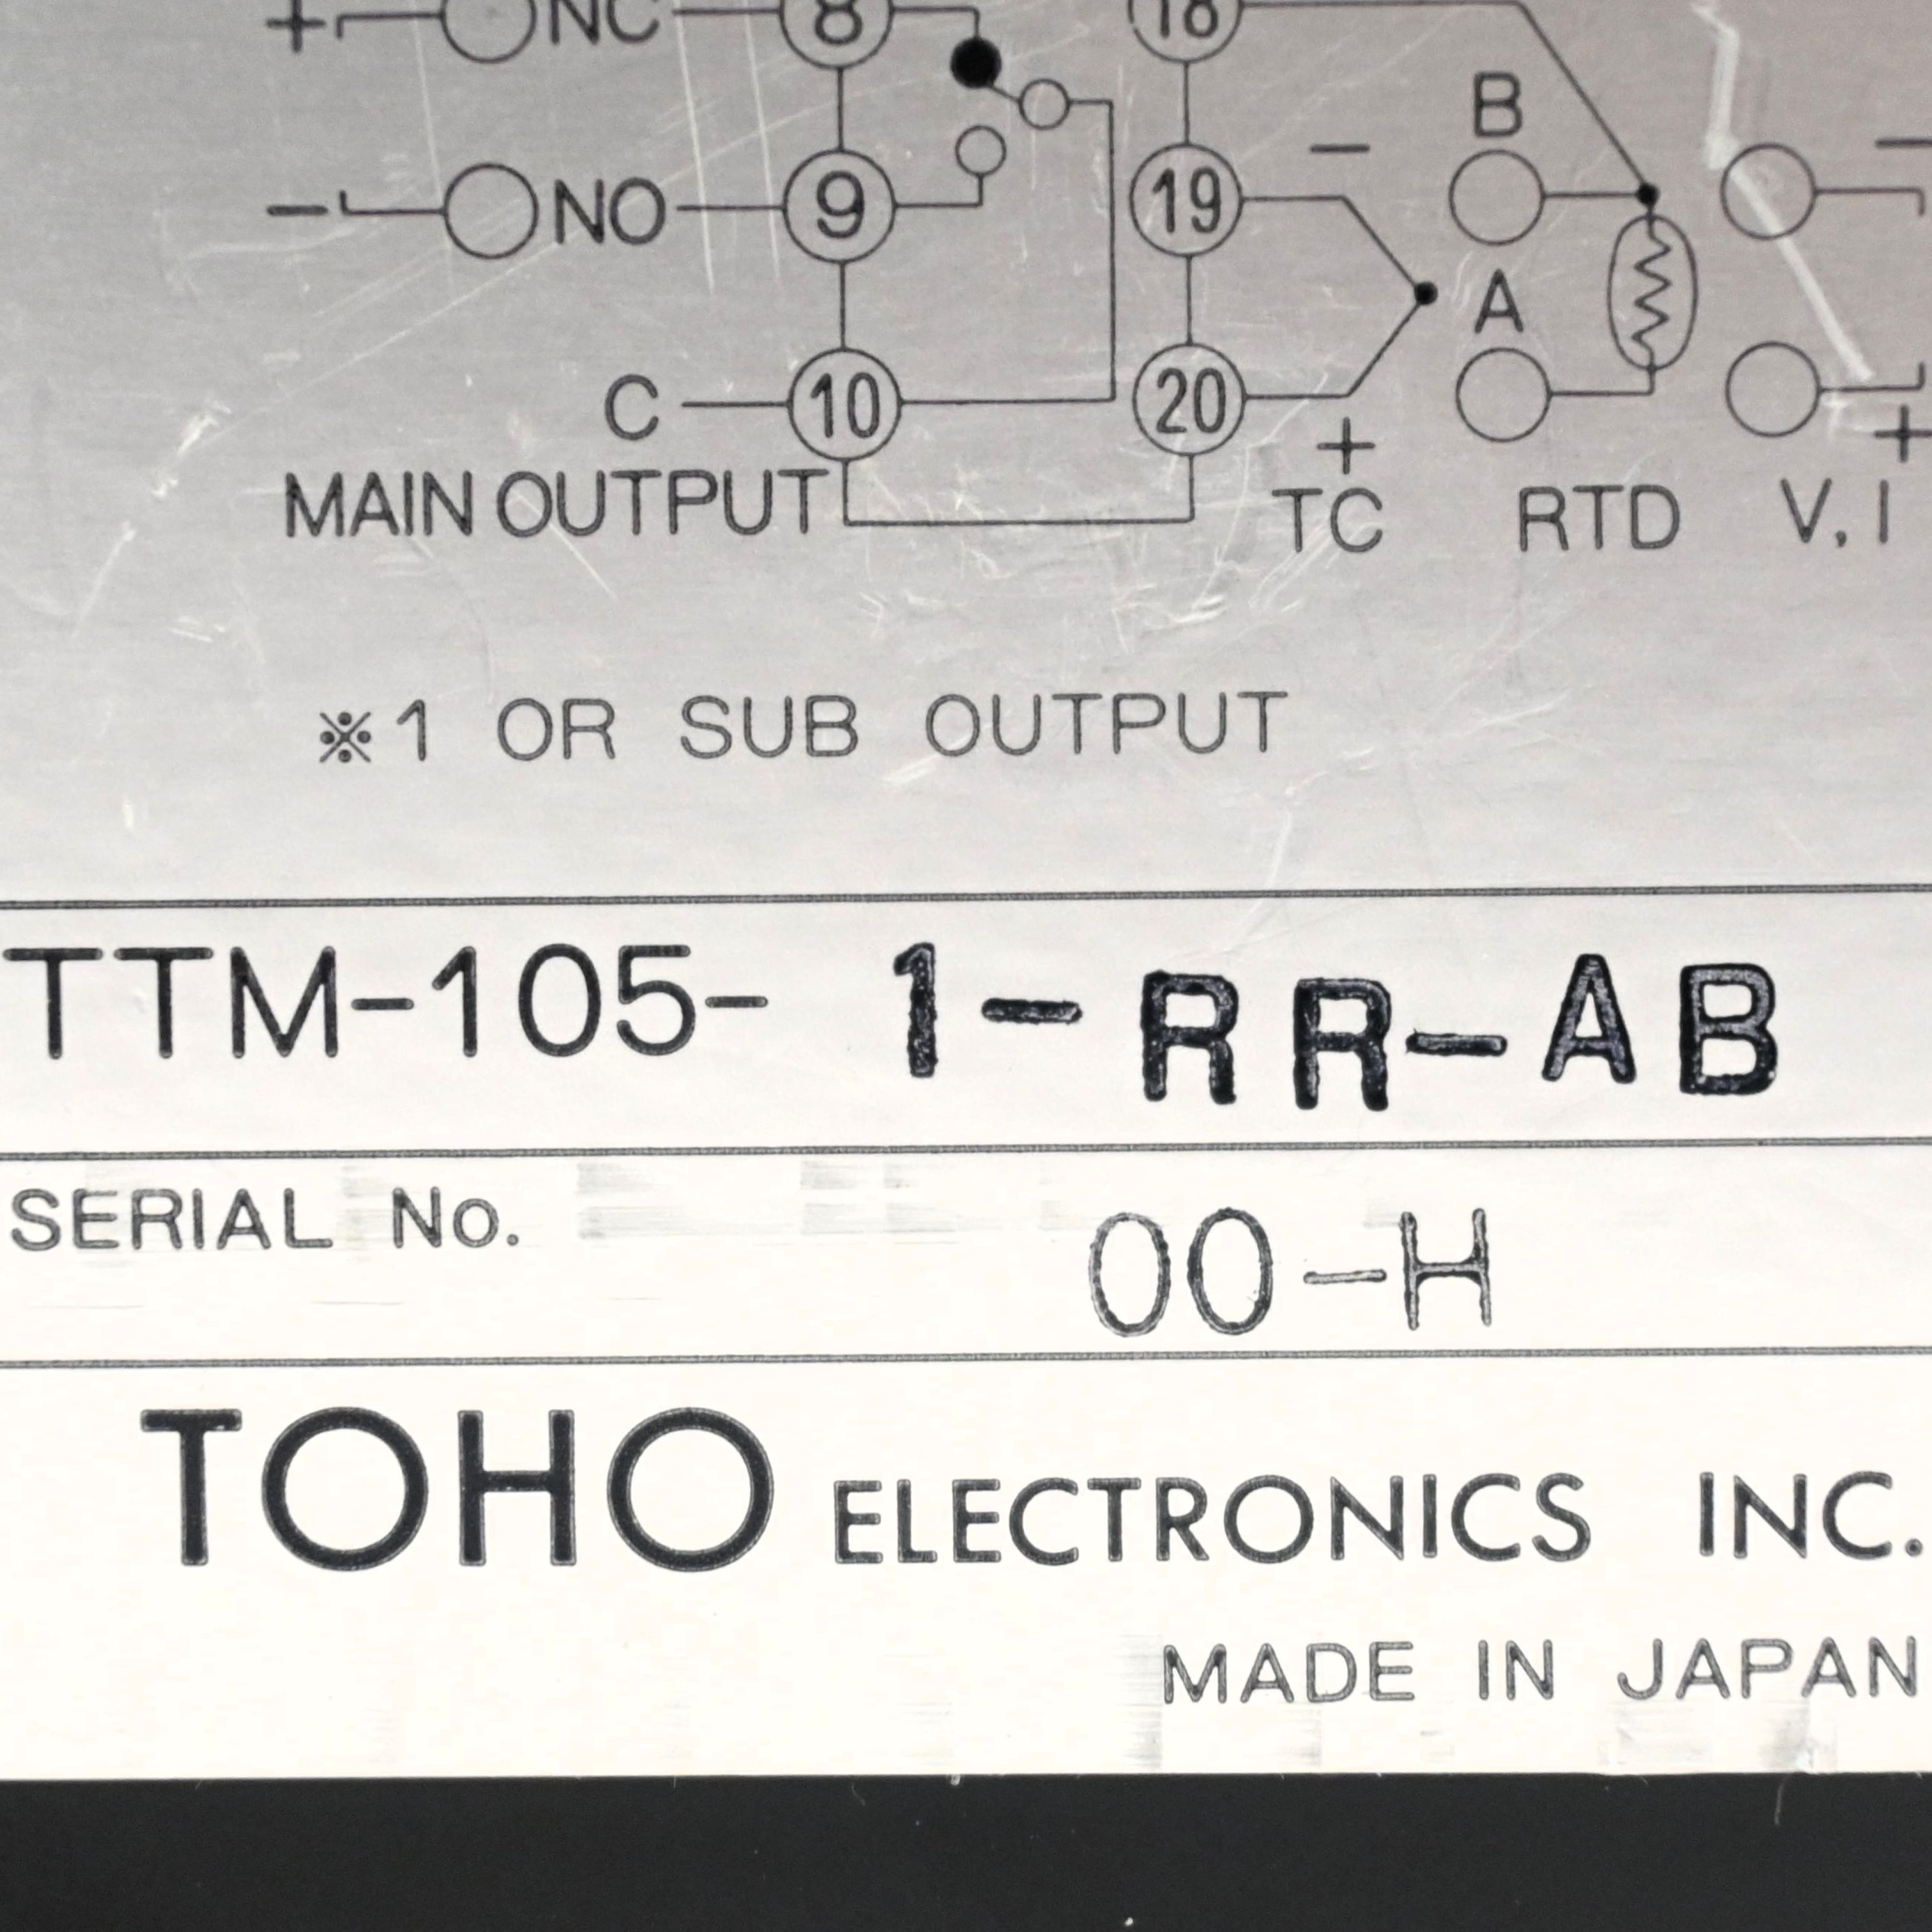 + NC 8 18
B
- NO 9 19 - -
A
C 10 20
+ +
MAIN OUTPUT TC RTD V, I
※1 OR SUB OUTPUT
TTM-105- 1-RR-AB
SERIAL No. 00-H
TOHO ELECTRONICS INC.
MADE IN JAPAN